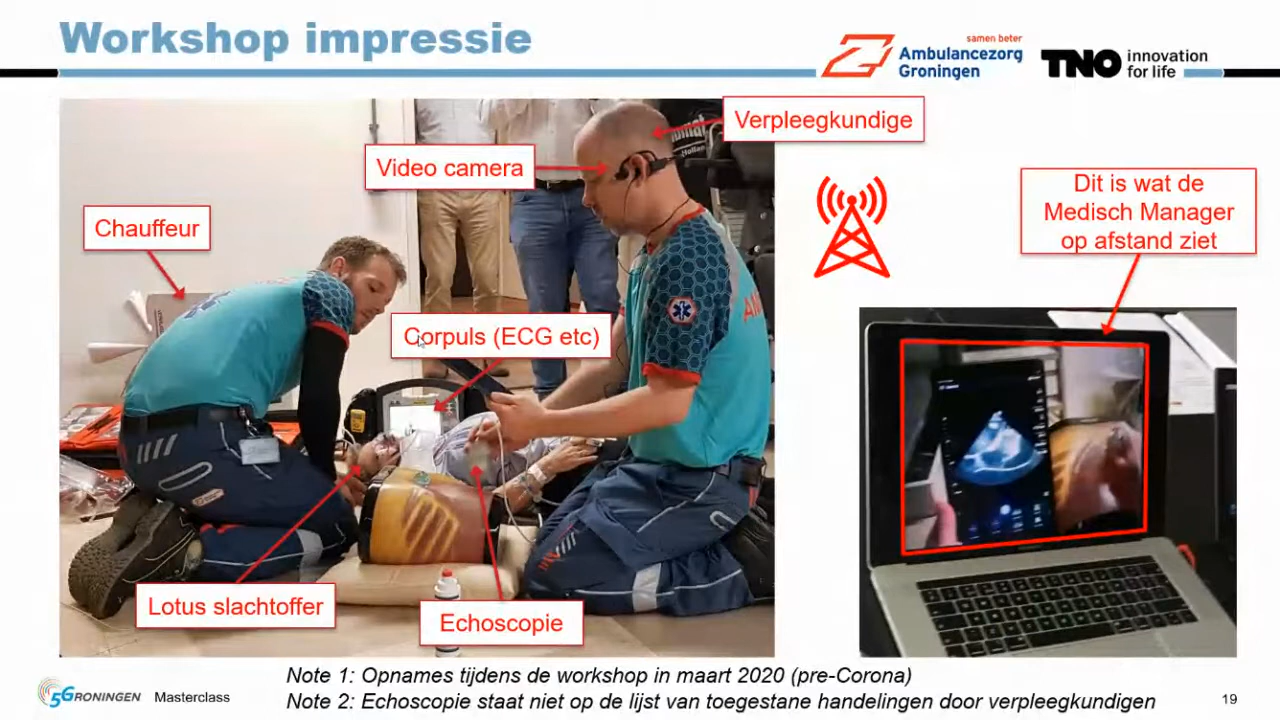 Workshop impressie
samen beter
Ambulancezorg
Groningen
TNO innovation
for life
Verpleegkundige
Video camera
Dit is wat de
Medisch Manager
op afstand ziet
Chauffeur
Corpuls (ECG etc)
Lotus slachtoffer
Echoscopie
Note 1: Opnames tijdens de workshop in maart 2020 (pre-Corona)
5GRONINGEN Masterclass
Note 2: Echoscopie staat niet op de lijst van toegestane handelingen door verpleegkundigen
19